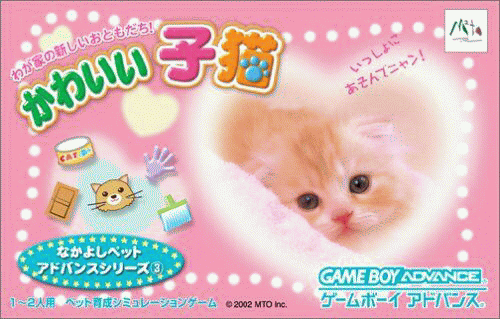 わが家の新しいおともだち!
かわいい子猫
いっしょに
あそんでニャン!
CAT
なかよしペット
アドバンスシリーズ③
1～2人用 ペット育成シミュレーションゲーム
© 2002 MTO Inc.
GAME BOY ADVANCE
ゲームボーイ アドバンス